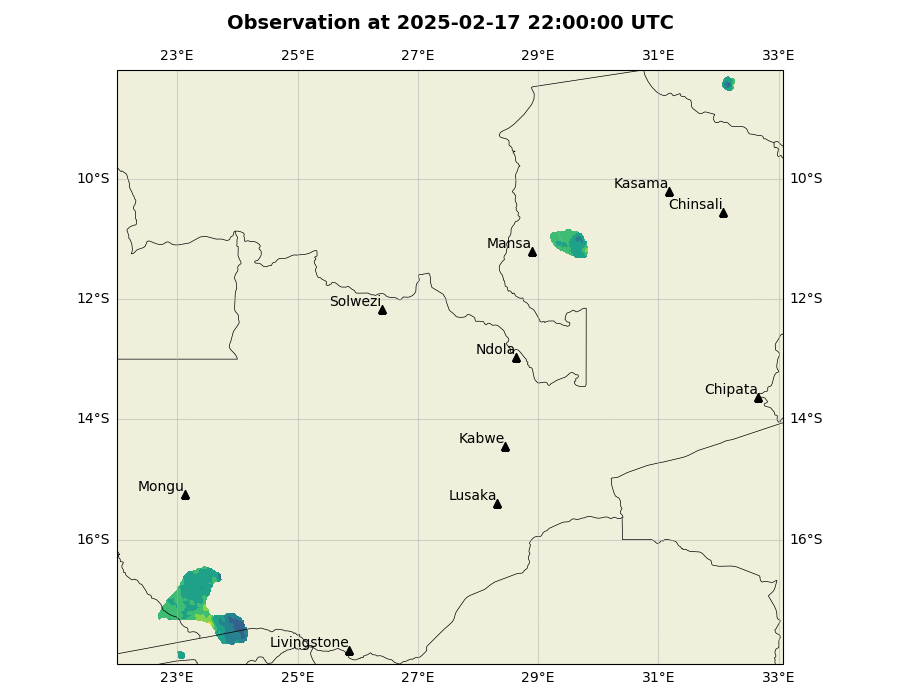 Observation at 2025-02-17 22:00:00 UTC
23°E 25°E 27°E 29°E 31°E 33°E
10°S 10°S
Kasama
Chinsali
Mansa
12°S 12°S
Solwezi
Ndola
Chipata
14°S 14°S
Kabwe
Mongu
Lusaka
16°S 16°S
Livingstone
23°E 25°E 27°E 29°E 31°E 33°E